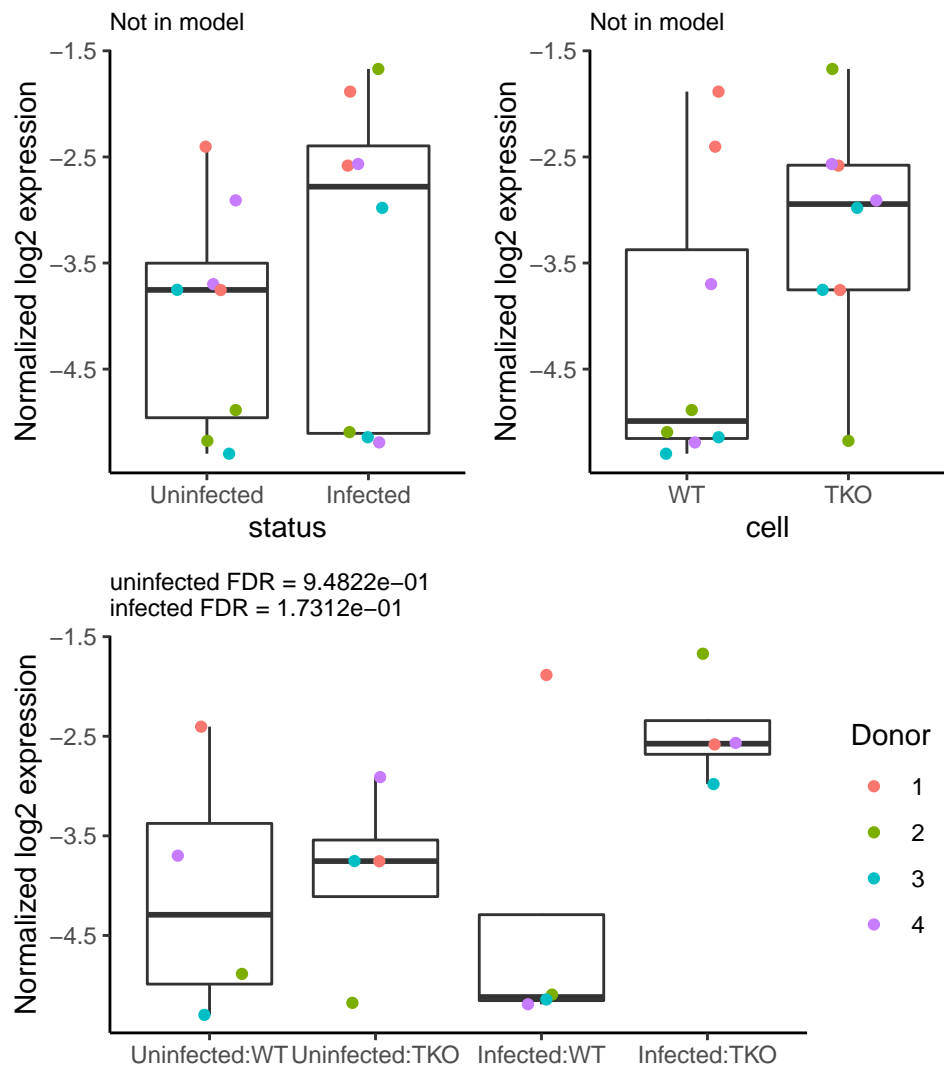 Not in model
Normalized log2 expression
−1.5
−2.5
−3.5
−4.5
Uninfected Infected
status
Not in model
Normalized log2 expression
−1.5
−2.5
−3.5
−4.5
WT TKO
cell
uninfected FDR = 9.4822e−01
infected FDR = 1.7312e−01
Normalized log2 expression
−1.5
−2.5
−3.5
−4.5
Uninfected:WT Uninfected:TKO Infected:WT Infected:TKO
Donor
1
2
3
4